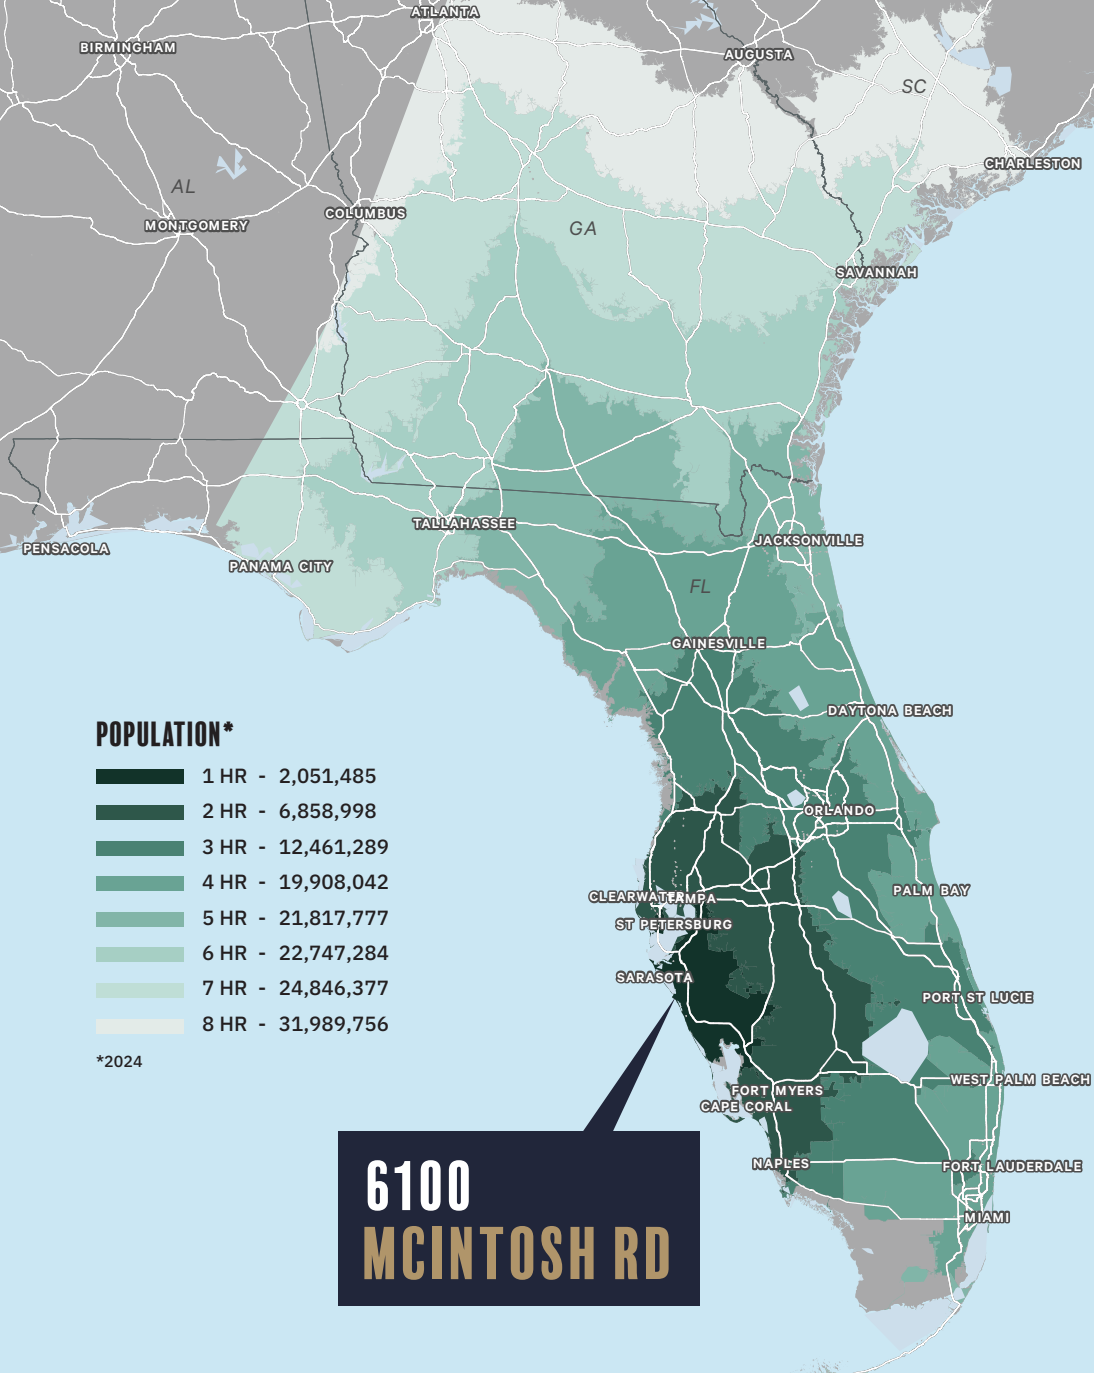 ATLANTA
BIRMINGHAM
AUGUSTA
SC
CHARLESTON
AL
COLUMBUS
MONTGOMERY
GA
SAVANNAH
TALLAHASSEE
JACKSONVILLE
PENSACOLA
PANAMA CITY
FL
GAINESVILLE
DAYTONA BEACH
POPULATION*
1 HR - 2,051,485
2 HR - 6,858,998
3 HR - 12,461,289
4 HR - 19,908,042
5 HR - 21,817,777
6 HR - 22,747,284
7 HR - 24,846,377
8 HR - 31,989,756
*2024
ORLANDO
PALM BAY
CLEARWATER
TAMPA
ST PETERSBURG
SARASOTA
PORT ST LUCIE
WEST PALM BEACH
FORT MYERS
CAPE CORAL
NAPLES
FORT LAUDERDALE
MIAMI
6100
MCINTOSH RD